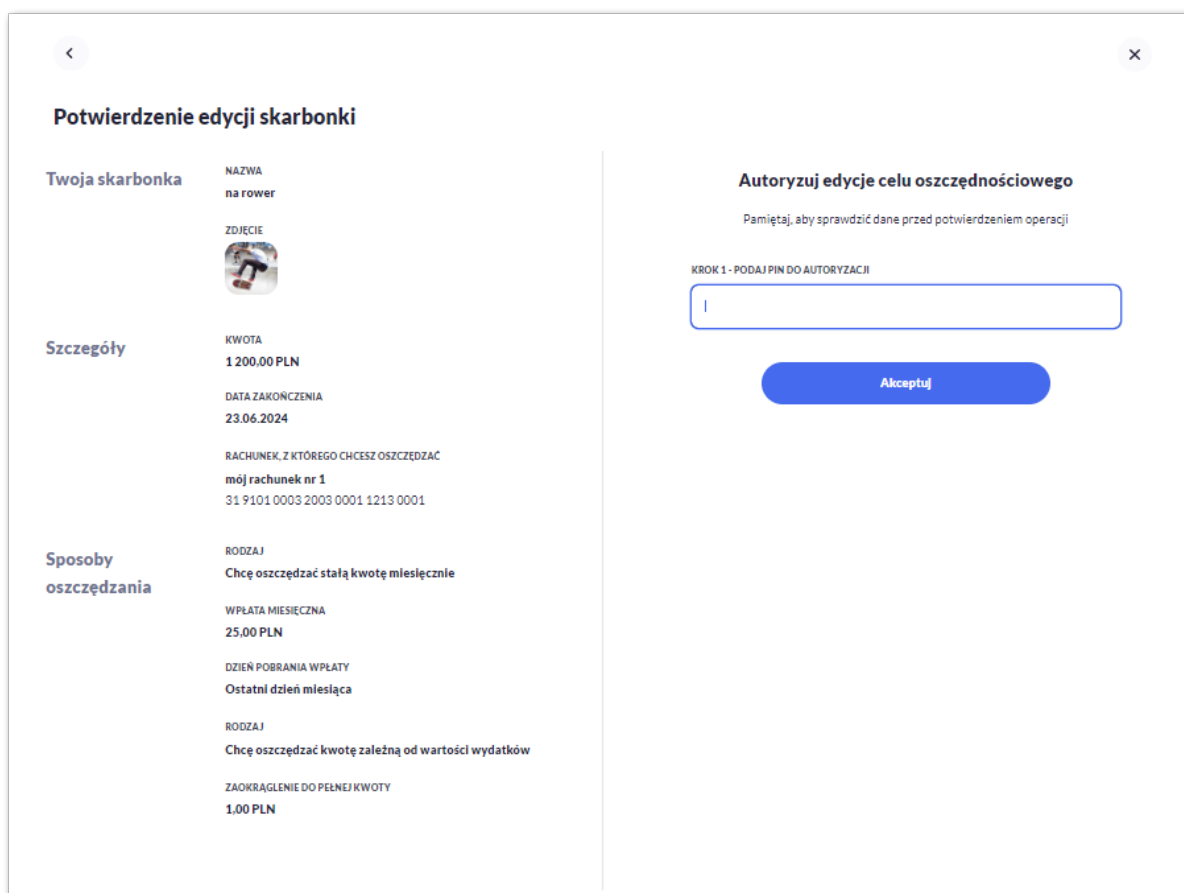 Potwierdzenie edycji skarbonki
Twoja skarbonka
NAZWA
na rower
ZDJĘCIE
Szczegóły
KWOTA
1 200,00 PLN
DATA ZAKOŃCZENIA
23.06.2024
RACHUNEK, Z KTÓREGO CHCESZ OSZCZĘDZAĆ
mój rachunek nr 1
31 9101 0003 2003 0001 1213 0001
Sposoby
oszczędzania
RODZAJ
Chcę oszczędzać stałą kwotę miesięcznie
WPŁATA MIESIĘCZNA
25,00 PLN
DZIEŃ POBRANIA WPŁATY
Ostatni dzień miesiąca
RODZAJ
Chcę oszczędzać kwotę zależną od wartości wydatków
ZAOKRĄGLENIE DO PEŁNEJ KWOTY
1,00 PLN
Autoryzuj edycje celu oszczędnościowego
Pamiętaj, aby sprawdzić dane przed potwierdzeniem operacji
KROK 1 - PODAJ PIN DO AUTORYZACJI
Akceptuj